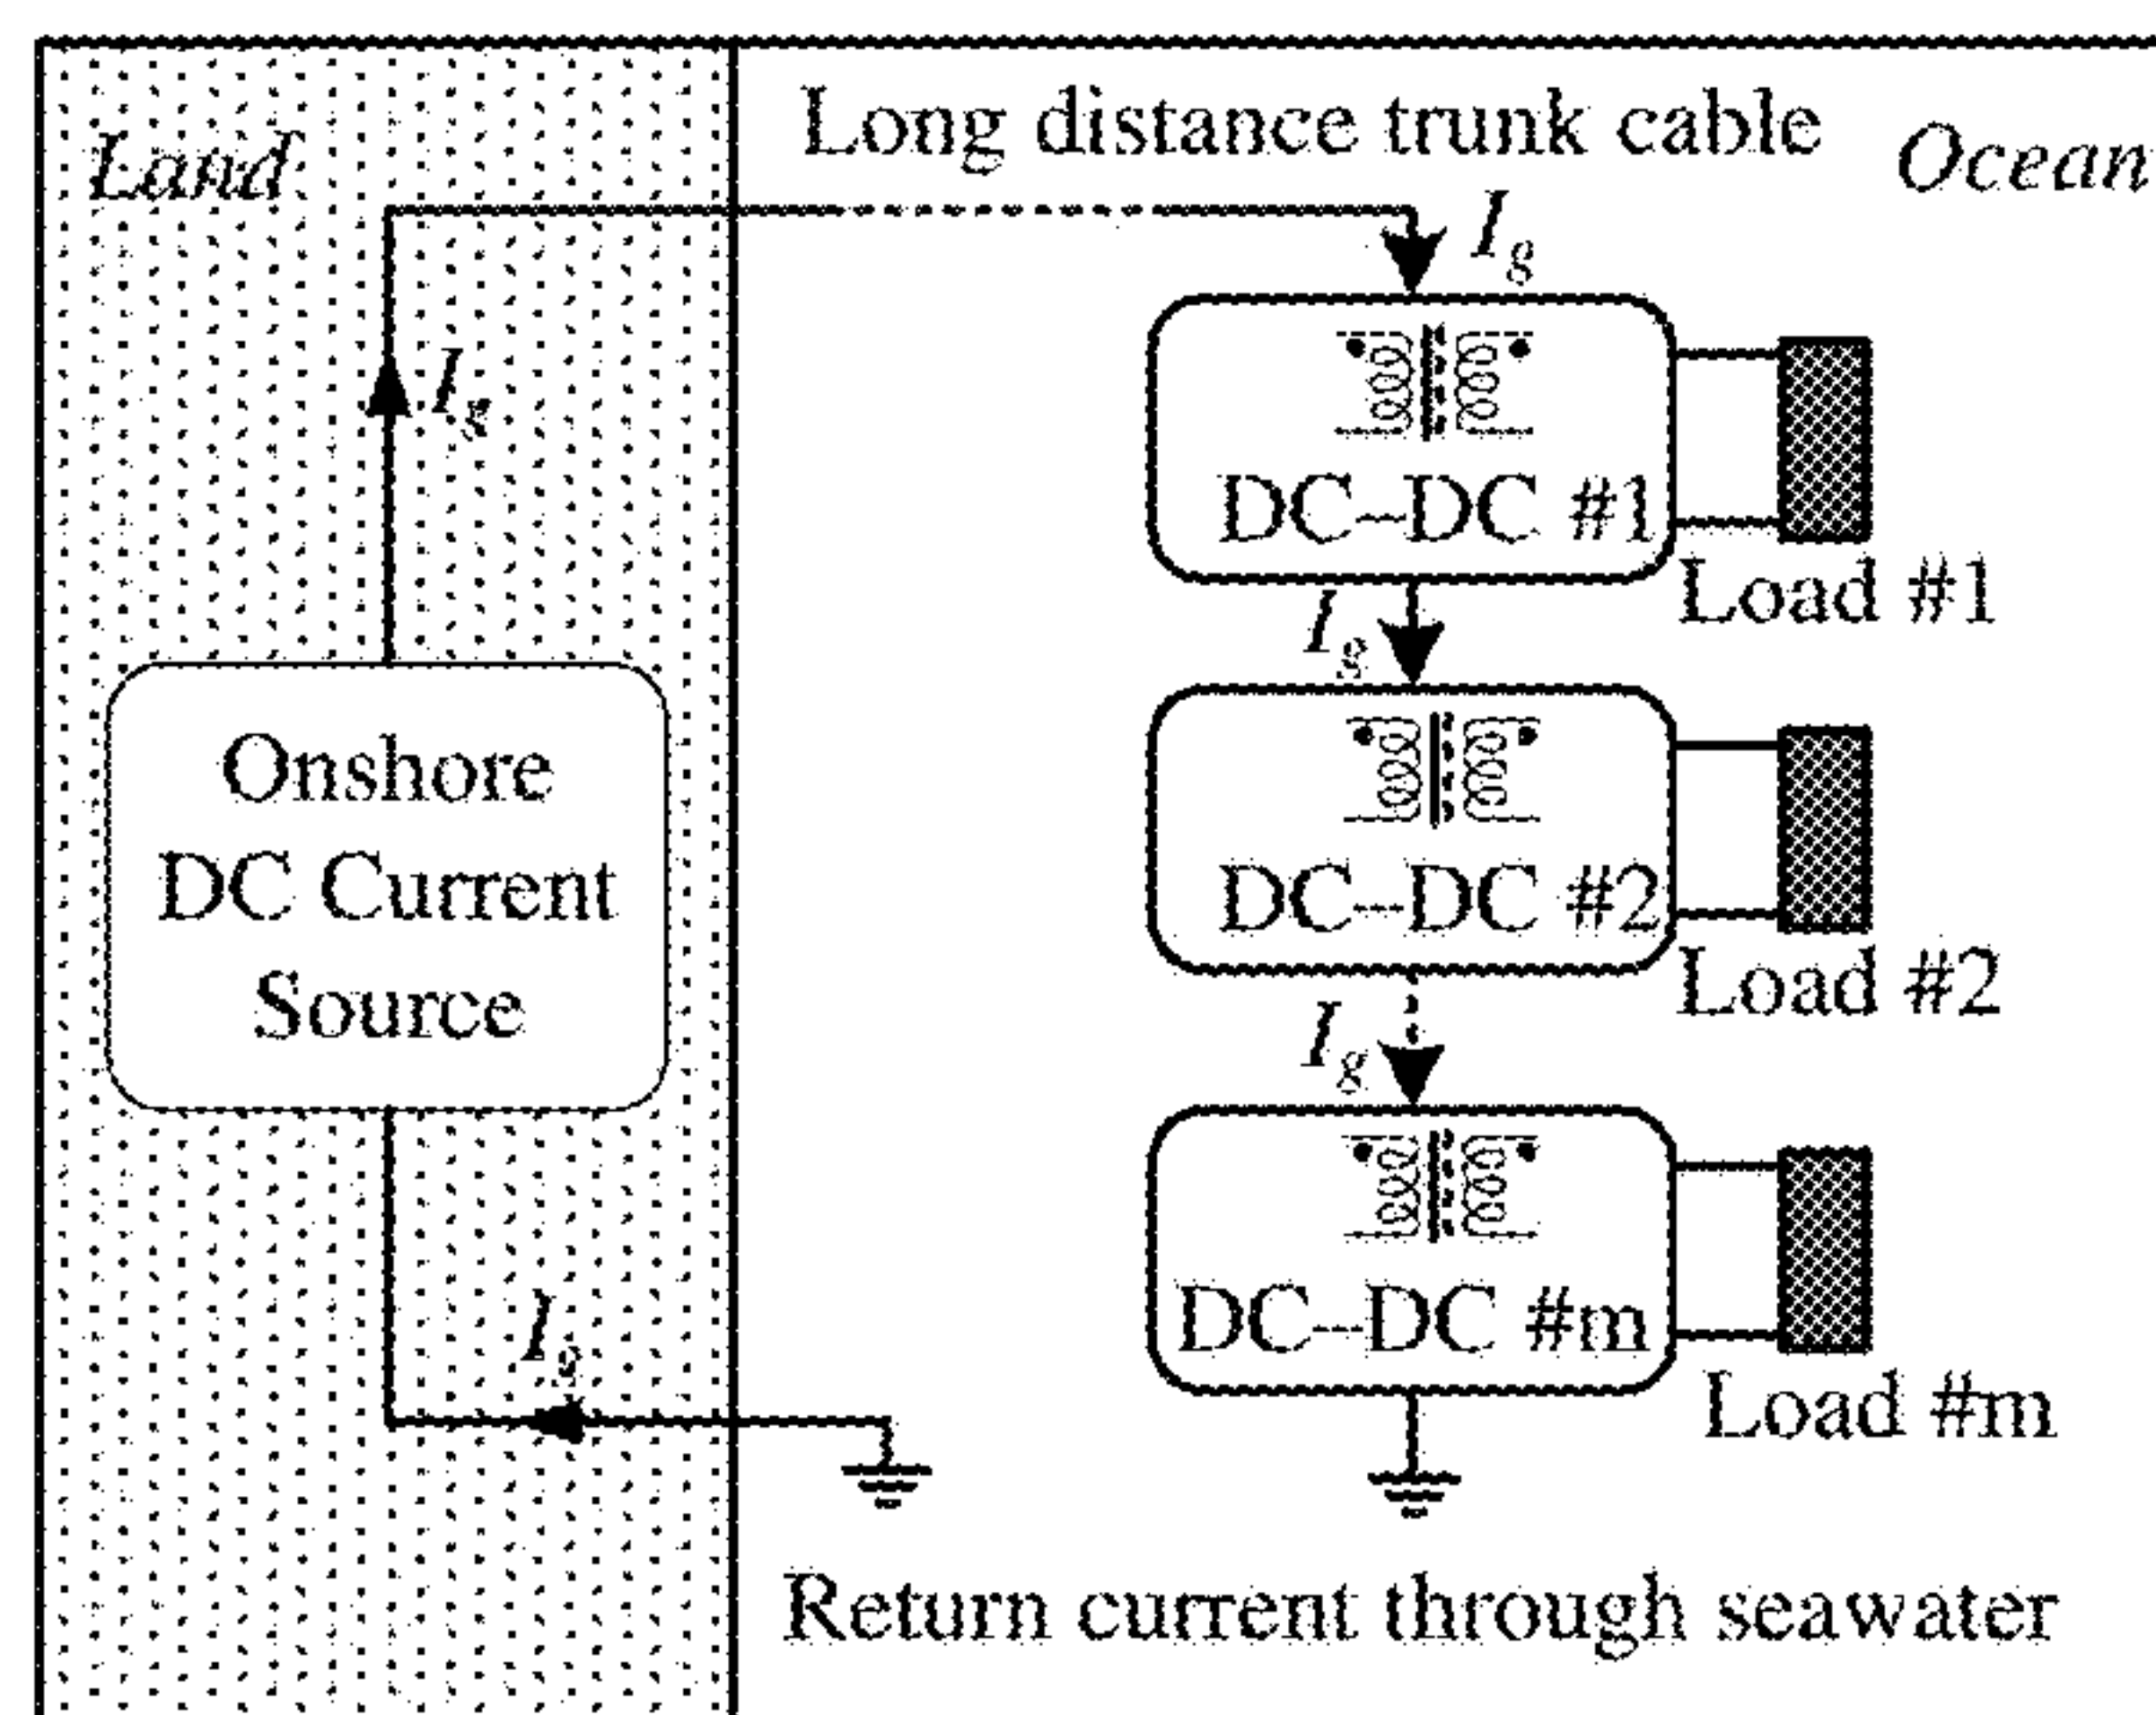 Land
Long distance trunk cable
Ocean
I_g
I_g
DC-DC #1
Load #1
I_g
Onshore
DC Current
Source
DC-DC #2
Load #2
I_g
DC-DC #m
Load #m
I_g
Return current through seawater